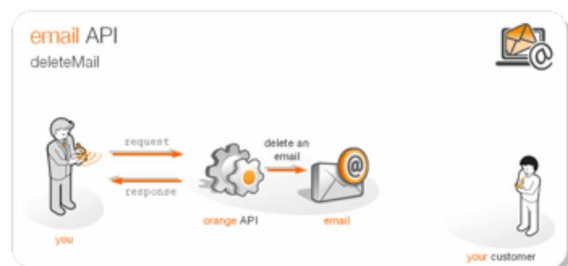 email API
deleteMail
request
delete an
email
response
orange API
email
you
your customer